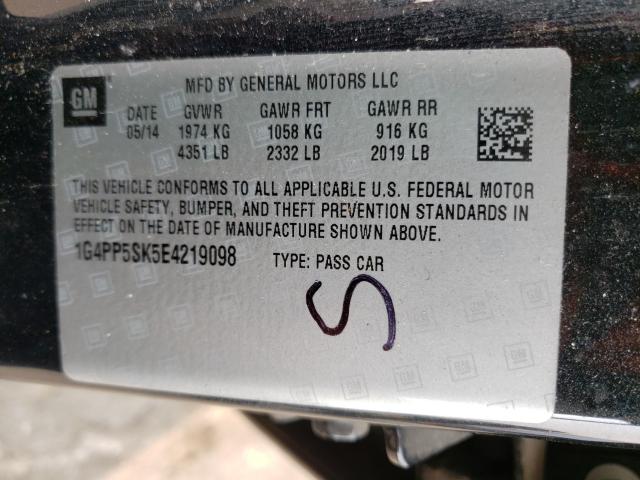 GM
MFD BY GENERAL MOTORS LLC
DATE GVWR GAWR FRT GAWR RR
05/14 1974 KG 1058 KG 916 KG
4351 LB 2332 LB 2019 LB
THIS VEHICLE CONFORMS TO ALL APPLICABLE U.S. FEDERAL MOTOR
VEHICLE SAFETY, BUMPER, AND THEFT PREVENTION STANDARDS IN
EFFECT ON THE DATE OF MANUFACTURE SHOWN ABOVE.
1G4PP5SK5E4219098 TYPE: PASS CAR
S